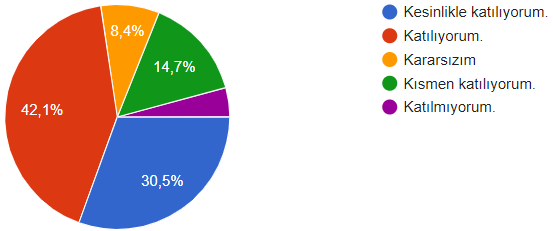 8,4%
14,7%
42,1%
30,5%
Kesinlikle katılıyorum.
Katılıyorum.
Kararsızım
Kısmen katılıyorum.
Katılmıyorum.